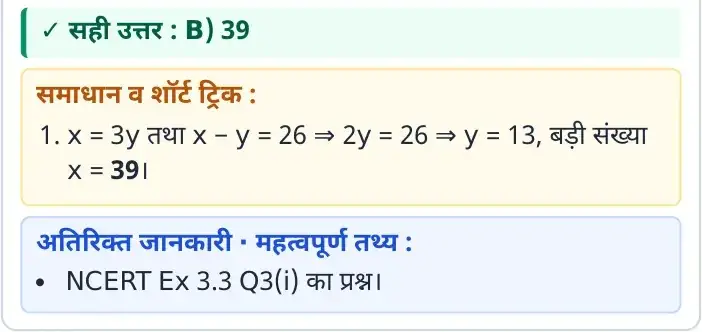 ✓ सही उत्तर : B) 39
समाधान व शॉर्ट ट्रिक :
1. x = 3y तथा x − y = 26 ⇒ 2y = 26 ⇒ y = 13, बड़ी संख्या
x = 39।
अतिरिक्त जानकारी · महत्वपूर्ण तथ्य :
• NCERT Ex 3.3 Q3(i) का प्रश्न।